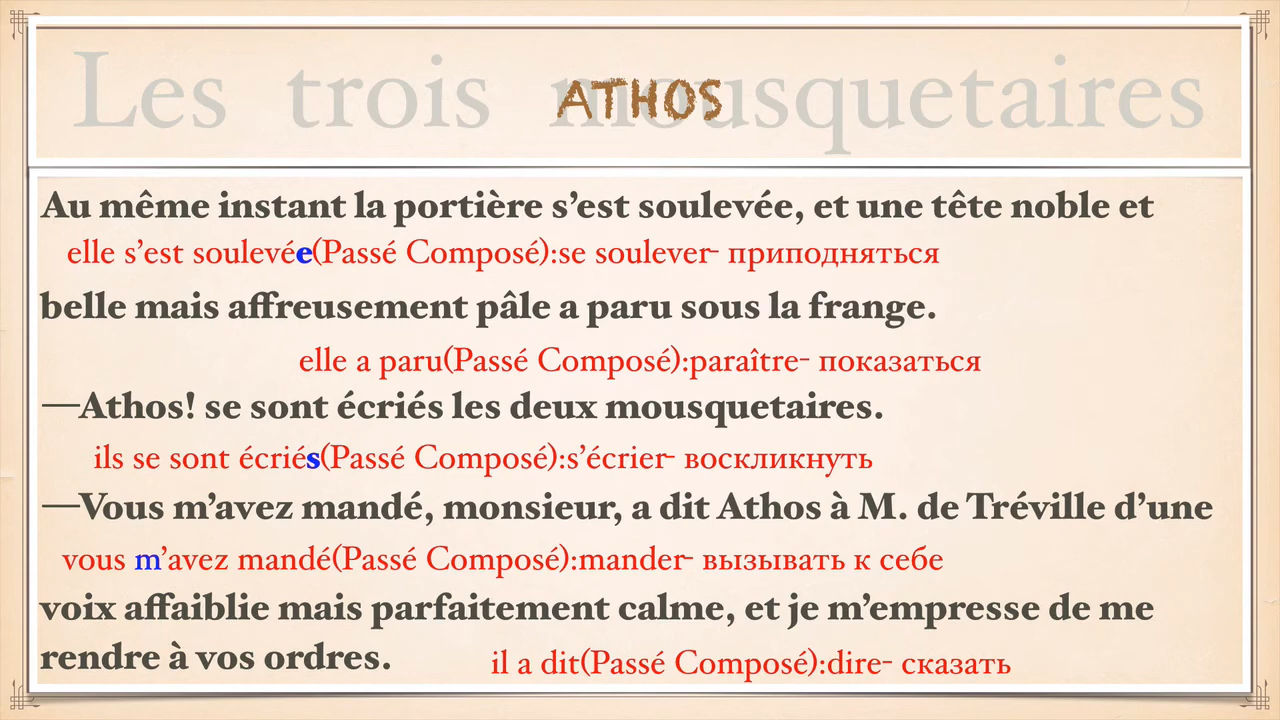 Les trois mousquetaires
ATHOS
Au même instant la portière s’est soulevée, et une tête noble et
elle s’est soulevée(Passé Composé):se soulever- приподняться
belle mais affreusement pâle a paru sous la frange.
elle a paru(Passé Composé):paraître- показаться
—Athos! se sont écriés les deux mousquetaires.
ils se sont écriés(Passé Composé):s’écrier- воскликнуть
—Vous m’avez mandé, monsieur, a dit Athos à M. de Tréville d’une
vous m’avez mandé(Passé Composé):mander- вызывать к себе
voix affaiblie mais parfaitement calme, et je m’empresse de me
rendre à vos ordres.
il a dit(Passé Composé):dire- сказать